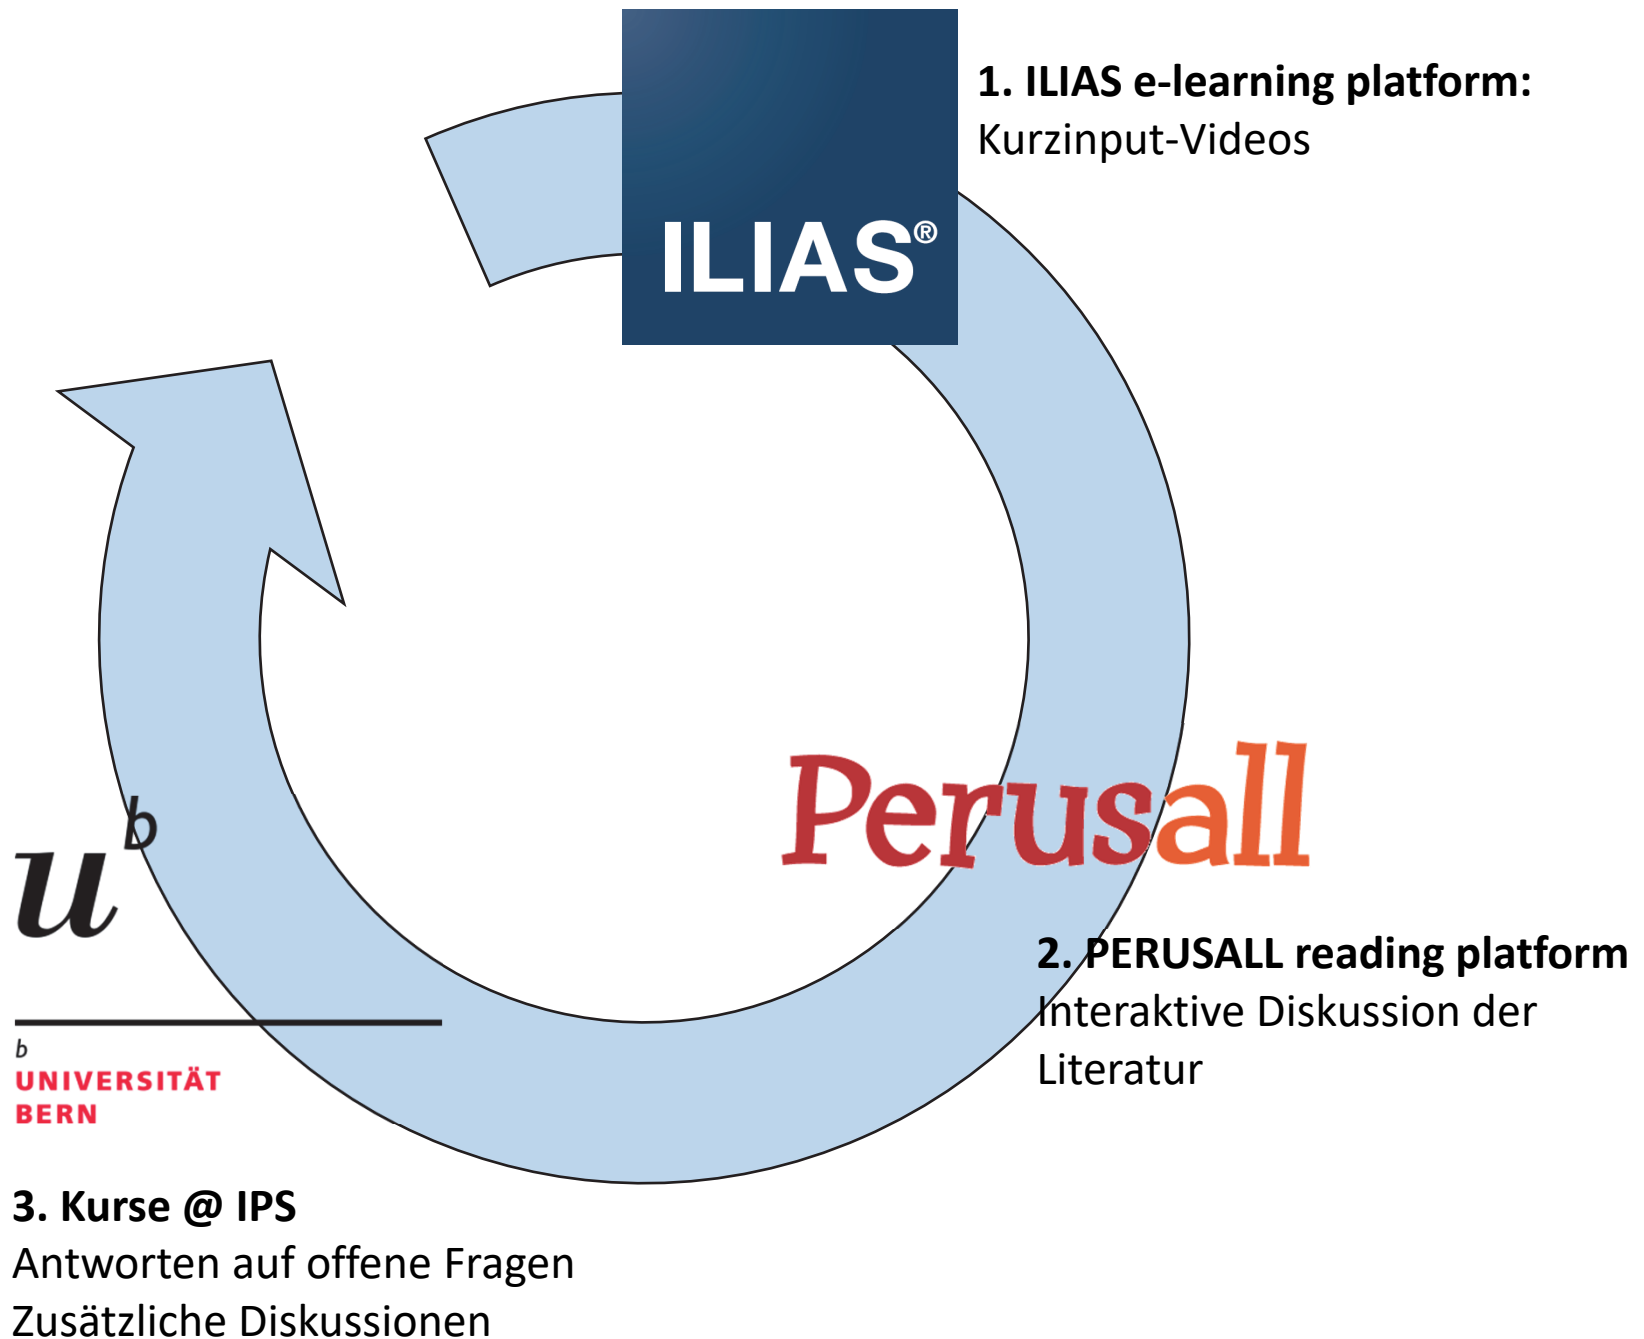 ILIAS®
1. ILIAS e-learning platform:
Kurzinput-Videos
Perusall
2. PERUSALL reading platform
Interaktive Diskussion der
Literatur
u b
b
UNIVERSITÄT
BERN
3. Kurse @ IPS
Antworten auf offene Fragen
Zusätzliche Diskussionen